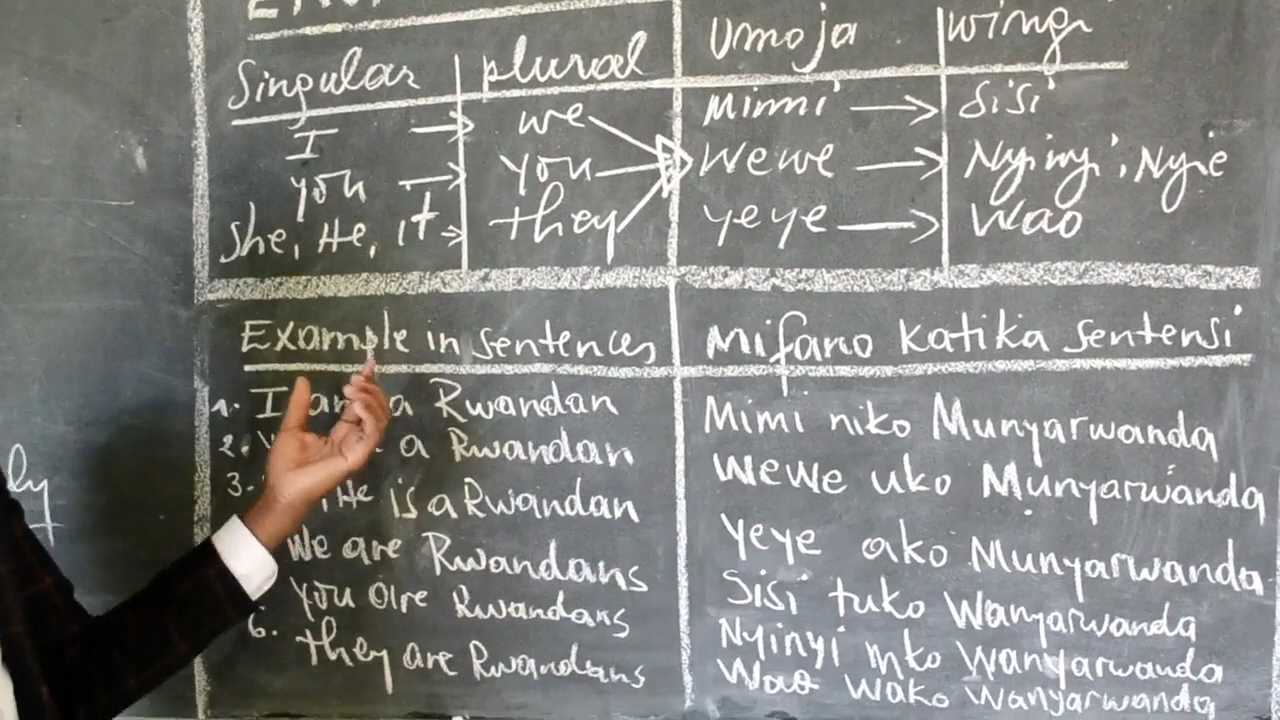 Singular plural Umoja wingi
I → we Mimi → Sisi
you → you wewe → Nyinyi, Nyie
She, He, it → they yeye → wao
Example in sentences
1. I am a Rwandan
2. a Rwandan
3. He is a Rwandan
We are Rwandans
you are Rwandans
6. they are Rwandans
Mifano katika sentensi
Mimi niko Munyarwanda
wewe uko Munyarwanda
yeye ako Munyarwanda
Sisi tuko Wanyarwanda
Nyinyi mko Wanyarwanda
Wao wako Wanyarwanda